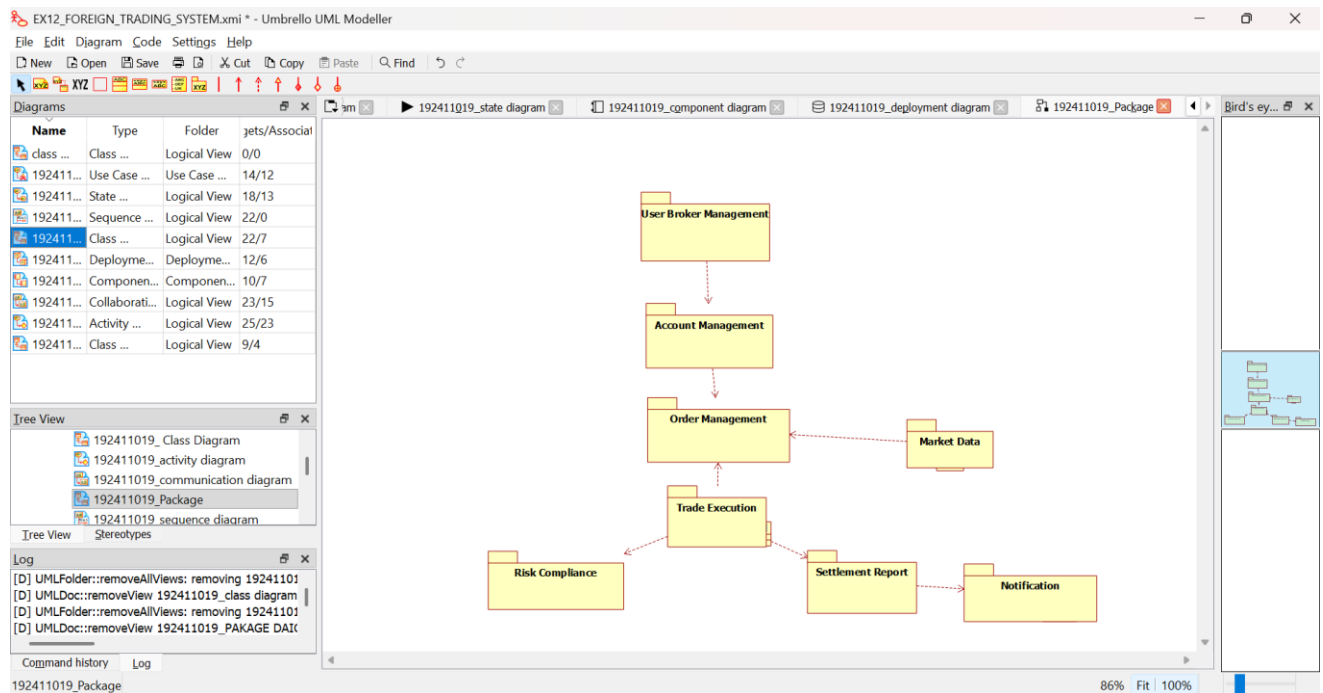 EX12_FOREIGN_TRADING_SYSTEM.xmi * - Umbrello UML Modeller
File Edit Diagram Code Settings Help
New Open Save Cut Copy Paste Find
XYZ
Diagrams
am 192411019_state diagram 192411019_component diagram 192411019_deployment diagram 192411019_Package
Bird's ey...
Name Type Folder gets/Associat
class ... Class ... Logical View 0/0
192411... Use Case ... Use Case ... 14/12
192411... State ... Logical View 18/13
192411... Sequence ... Logical View 22/0
192411... Class ... Logical View 22/7
192411... Deployme... Deployme... 12/6
192411... Componen... Componen... 10/7
192411... Collaborati... Logical View 23/15
192411... Activity ... Logical View 25/23
192411... Class ... Logical View 9/4
Tree View
192411019_ Class Diagram
192411019_activity diagram
192411019_communication diagram
192411019_Package
192411019_sequence diagram
Tree View Stereotypes
Log
[D] UMLFolder::removeAllViews: removing 19241101
[D] UMLDoc::removeView 192411019_class diagram
[D] UMLFolder::removeAllViews: removing 19241101
[D] UMLDoc::removeView 192411019_PAKAGE DAI(
Command history Log
User Broker Management
Account Management
Order Management
Market Data
Trade Execution
Risk Compliance
Settlement Report
Notification
192411019_Package
86% Fit 100%